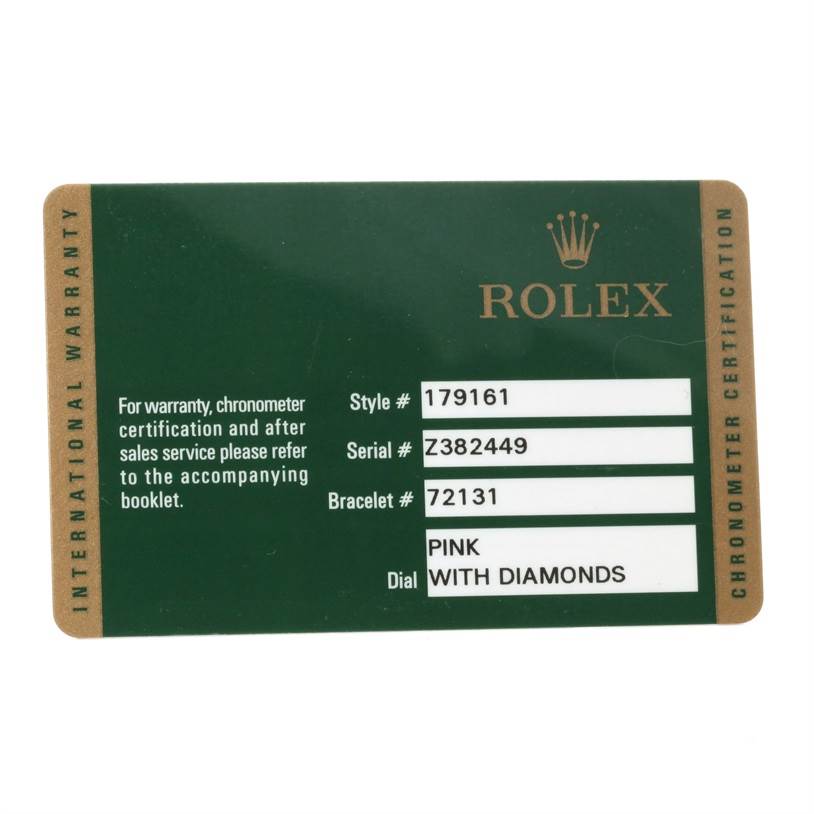 INTERNATIONAL WARRANTY
ROLEX
For warranty, chronometer
certification and after
sales service please refer
to the accompanying
booklet.
Style # 179161
Serial # Z382449
Bracelet # 72131
Dial PINK
WITH DIAMONDS
CHRONOMETER CERTIFICATION